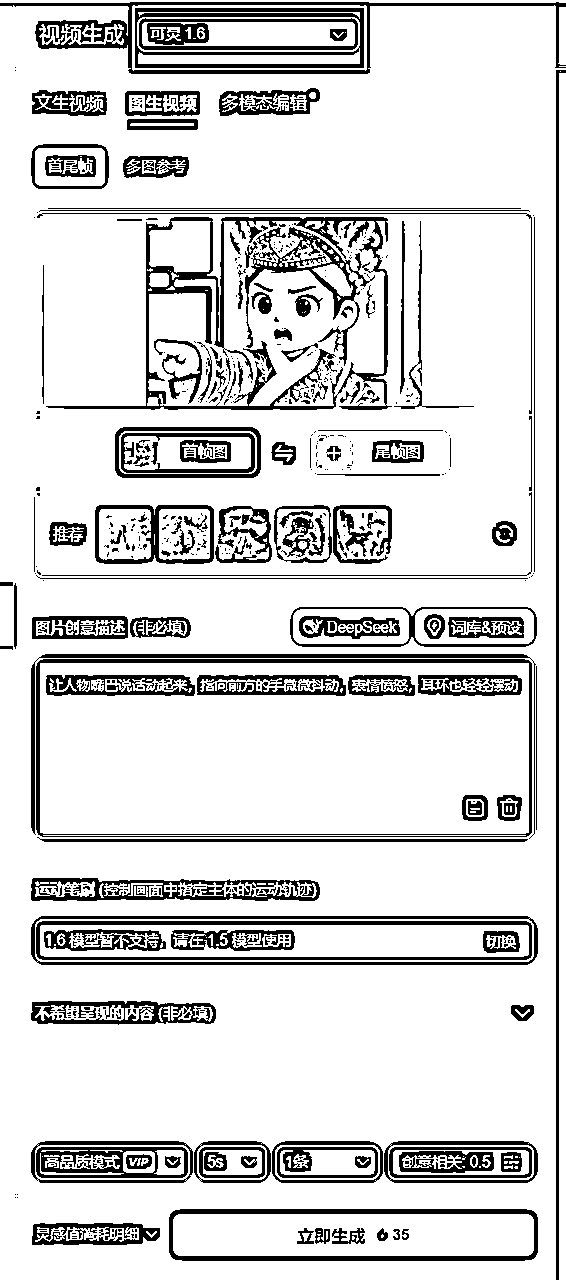 视频生成 可灵 1.6
文生视频 图生视频 多模态编辑
首尾帧 多图参考
首帧图 尾帧图
推荐
图片创意描述 (非必填) DeepSeek 词库&预设
让人物嘴巴说话动起来，指向前方的手微微抖动，表情愤怒，耳环也轻轻摆动
运动笔刷 (控制画面中指定主体的运动轨迹)
1.6 模型暂不支持，请在 1.5 模型使用 切换
不希望呈现的内容 (非必填)
高品质模式 VIP 5s 1条 创意相关 0.5
灵感值消耗明细 立即生成 35